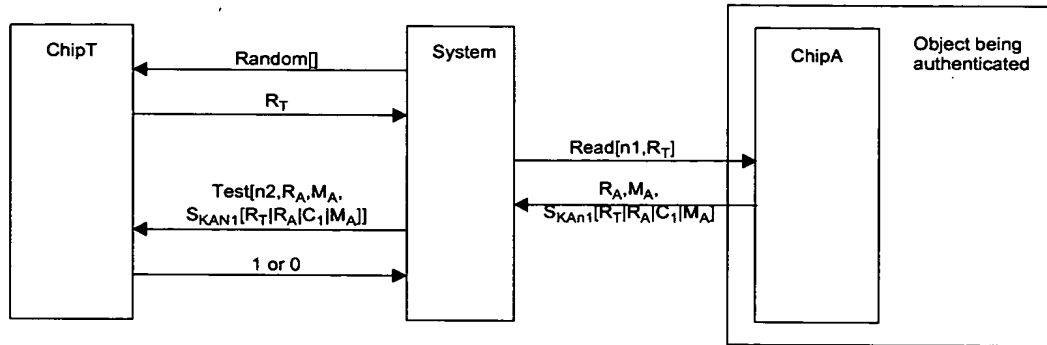 ChipT
System
ChipA
Object being
authenticated
Random[]
R_T
Read[n1,R_T]
Test[n2,R_A,M_A,
S_KAN1[R_T|R_A|C_1|M_A]]
R_A,M_A,
S_KAn1[R_T|R_A|C_1|M_A]
1 or 0